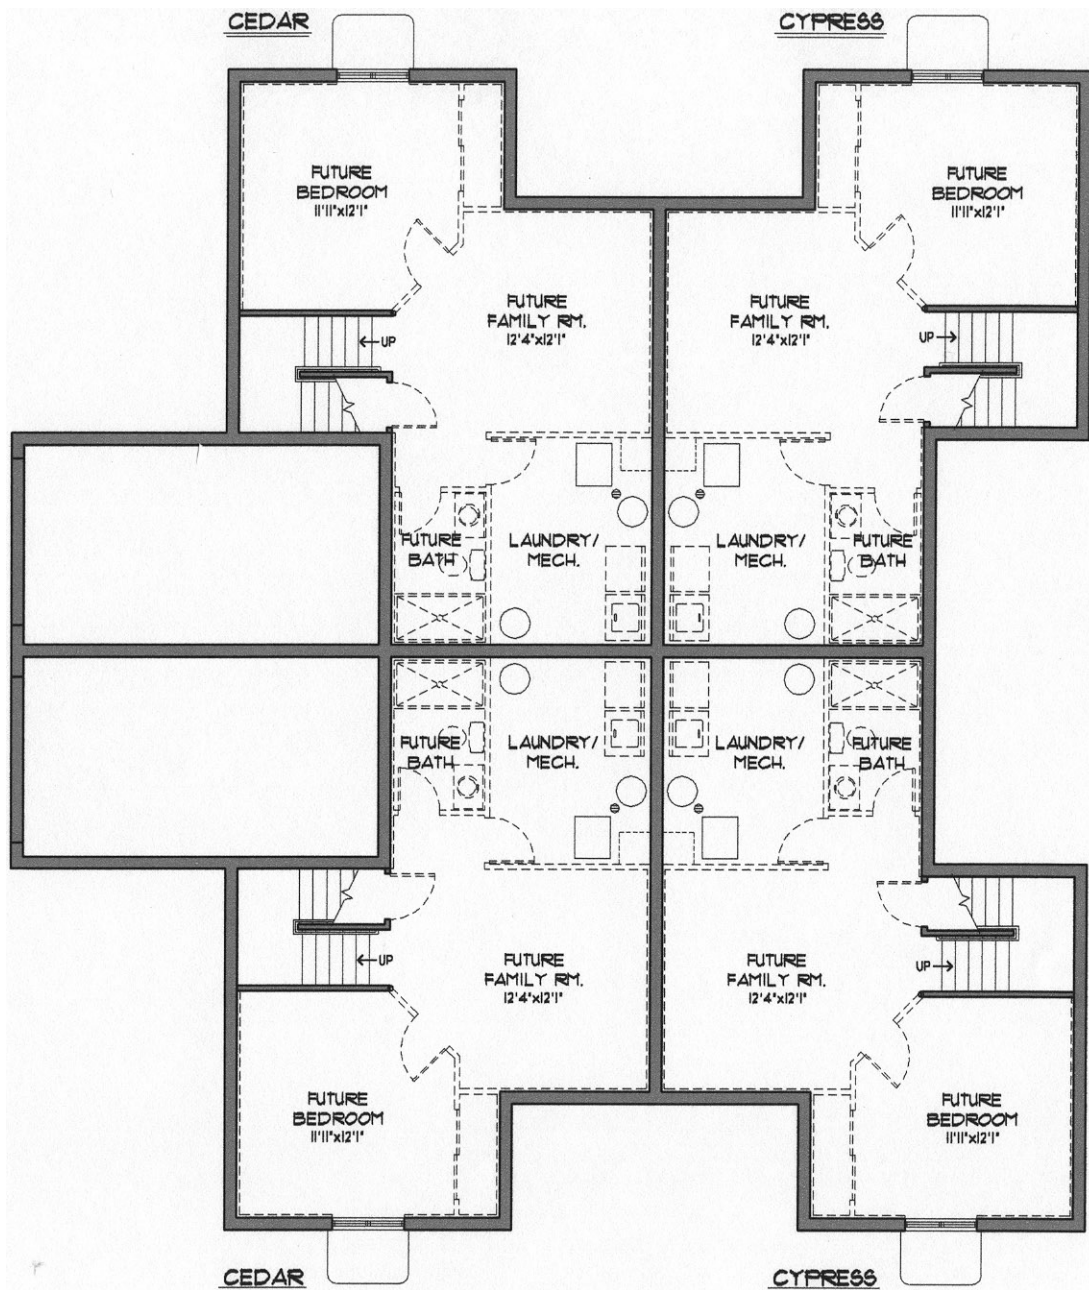 CEDAR
CYPRESS
FUTURE
BEDROOM
11'11"x12'1"
FUTURE
BEDROOM
11'11"x12'1"
FUTURE
FAMILY RM.
12'4"x12'1"
FUTURE
FAMILY RM.
12'4"x12'1"
UP
UP
FUTURE
BATH
LAUNDRY/
MECH.
LAUNDRY/
MECH.
FUTURE
BATH
FUTURE
BATH
LAUNDRY/
MECH.
LAUNDRY/
MECH.
FUTURE
BATH
UP
FUTURE
FAMILY RM.
12'4"x12'1"
FUTURE
FAMILY RM.
12'4"x12'1"
UP
FUTURE
BEDROOM
11'11"x12'1"
FUTURE
BEDROOM
11'11"x12'1"
CEDAR
CYPRESS